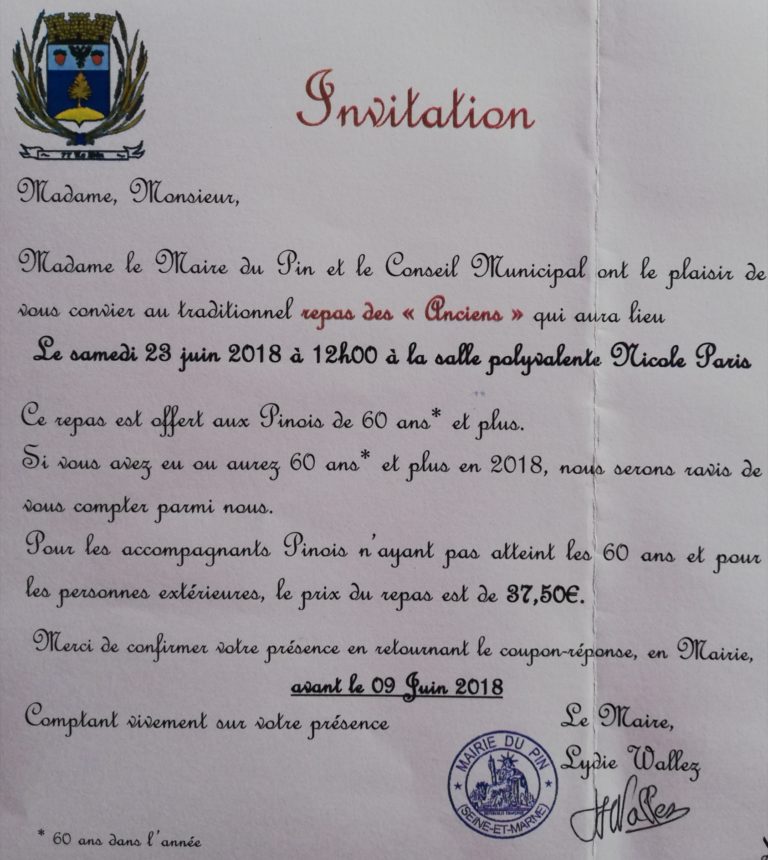 Invitation
77 Le Pin
Madame, Monsieur,
Madame le Maire du Pin et le Conseil Municipal ont le plaisir de
vous convier au traditionnel repas des « Anciens » qui aura lieu
Le samedi 23 juin 2018 à 12h00 à la salle polyvalente Nicole Paris
Ce repas est offert aux Pinois de 60 ans* et plus.
Si vous avez eu ou aurez 60 ans* et plus en 2018, nous serons ravis de
vous compter parmi nous.
Pour les accompagnants Pinois n'ayant pas atteint les 60 ans et pour
les personnes extérieures, le prix du repas est de 37,50€.
Merci de confirmer votre présence en retournant le coupon-réponse, en Mairie,
avant le 09 Juin 2018
Comptant vivement sur votre présence
Le Maire,
Lydie Wallez
MAIRIE DU PIN
(SEINE-ET-MARNE)
Wallez
* 60 ans dans l'année